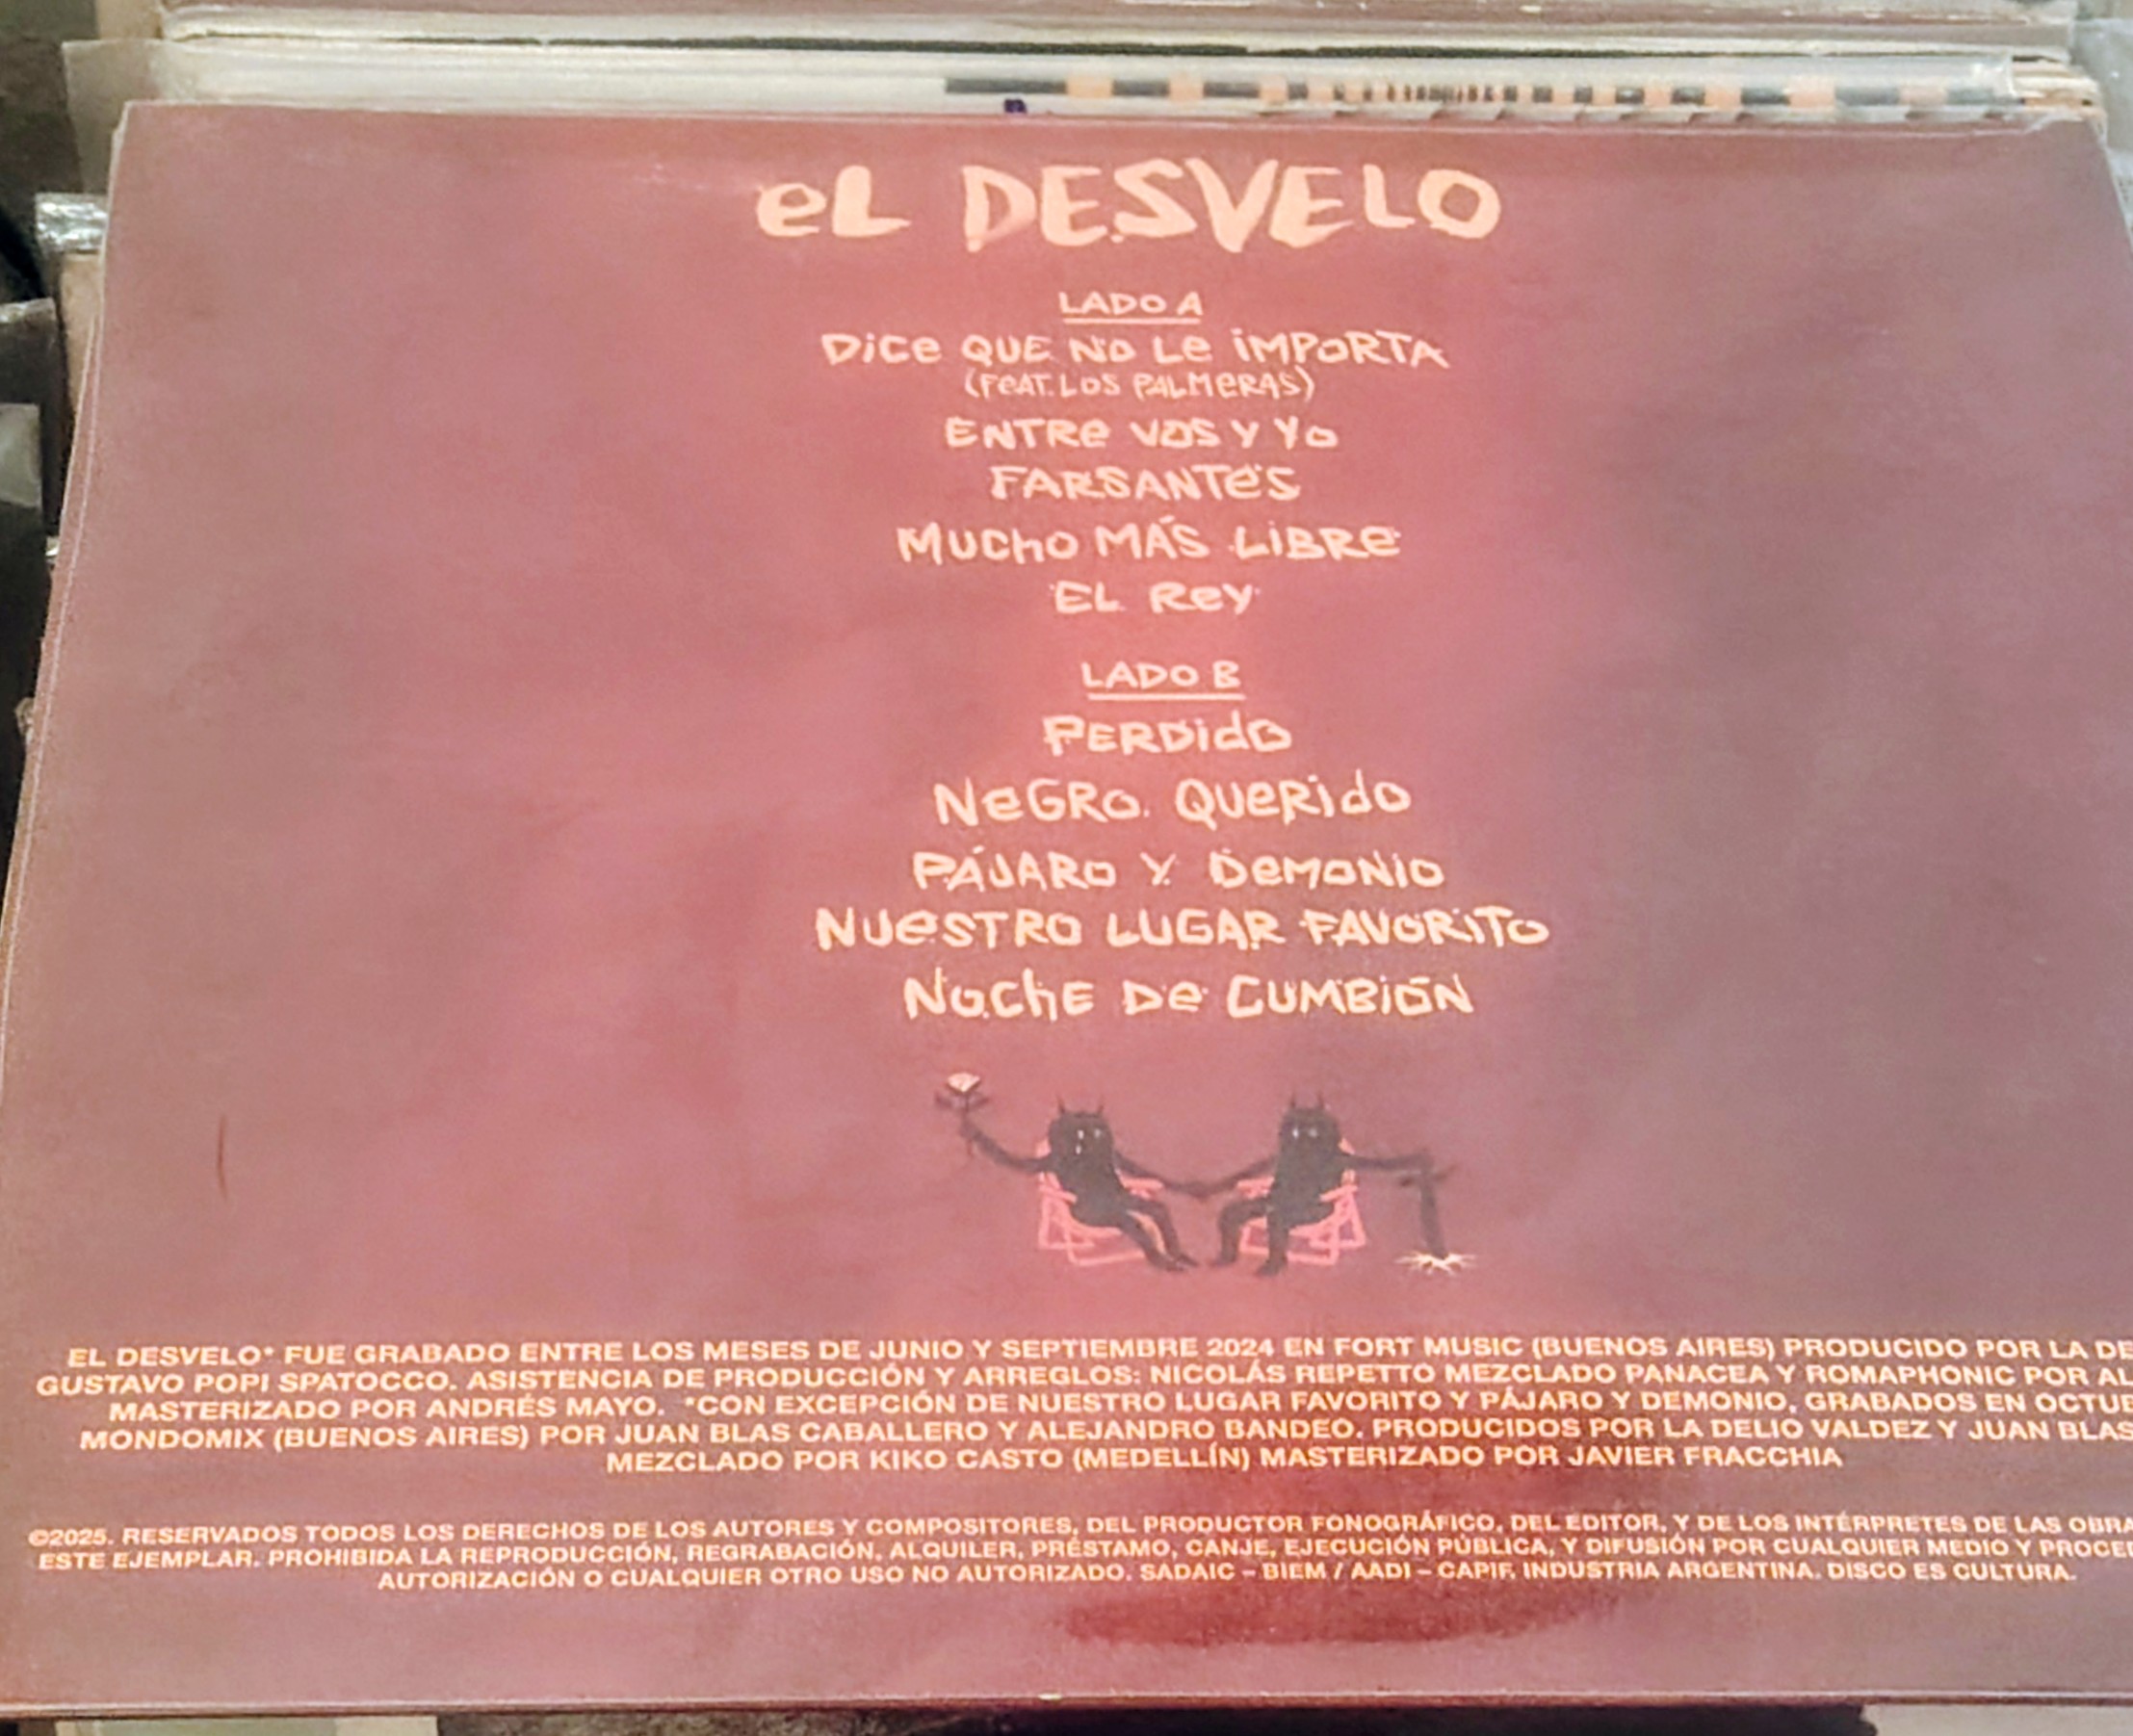 eL DESVELO
LADO A
Dice QUE NO Le iMPORTA
(FeAT. LOS PALMeRAS)
ENTRe VOS Y YO
FARSANTeS
MUChO MÁS LiBRe
EL Rey
LADO B
PERDido
NeGRO QUeRido
PÁJARO Y DeMONIO
NUeSTRO LUGAR FAVORiTO
NOChE De CUMBiÓN
EL DESVELO* FUE GRABADO ENTRE LOS MESES DE JUNIO Y SEPTIEMBRE 2024 EN FORT MUSIC (BUENOS AIRES) PRODUCIDO POR LA DE
GUSTAVO POPI SPATOCCO. ASISTENCIA DE PRODUCCIÓN Y ARREGLOS: NICOLÁS REPETTO MEZCLADO PANACEA Y ROMAPHONIC POR AL
MASTERIZADO POR ANDRÉS MAYO. *CON EXCEPCIÓN DE NUESTRO LUGAR FAVORITO Y PÁJARO Y DEMONIO, GRABADOS EN OCTUB
MONDOMIX (BUENOS AIRES) POR JUAN BLAS CABALLERO Y ALEJANDRO BANDEO. PRODUCIDOS POR LA DELIO VALDEZ Y JUAN BLAS
MEZCLADO POR KIKO CASTO (MEDELLÍN) MASTERIZADO POR JAVIER FRACCHIA
©2025. RESERVADOS TODOS LOS DERECHOS DE LOS AUTORES Y COMPOSITORES, DEL PRODUCTOR FONOGRÁFICO, DEL EDITOR, Y DE LOS INTÉRPRETES DE LAS OBRA
ESTE EJEMPLAR. PROHIBIDA LA REPRODUCCIÓN, REGRABACIÓN, ALQUILER, PRÉSTAMO, CANJE, EJECUCIÓN PÚBLICA, Y DIFUSIÓN POR CUALQUIER MEDIO Y PROCED
AUTORIZACIÓN O CUALQUIER OTRO USO NO AUTORIZADO. SADAIC – BIEM / AADI – CAPIF. INDUSTRIA ARGENTINA. DISCO ES CULTURA.